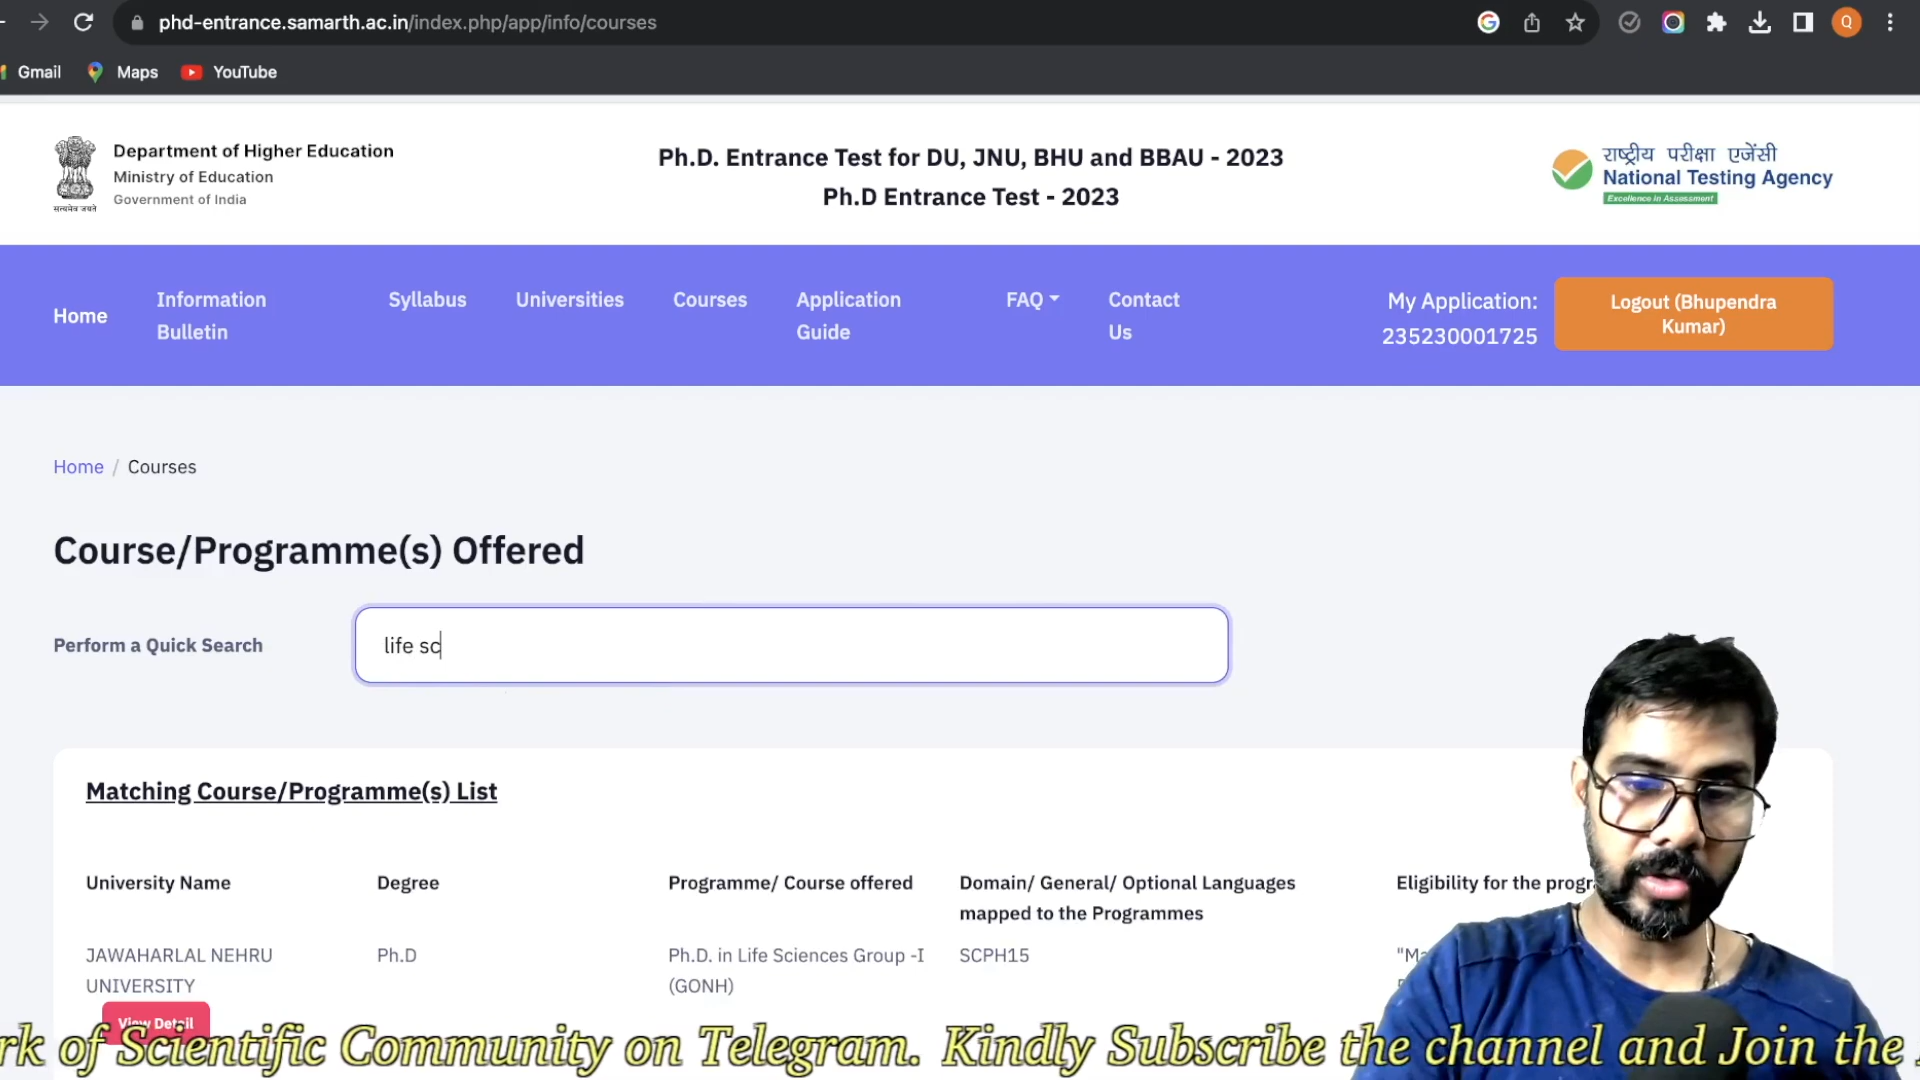 phd-entrance.samarth.ac.in/index.php/app/info/courses
Q
Gmail Maps YouTube
सत्यमेव जयते
Department of Higher Education
Ministry of Education
Government of India
Ph.D. Entrance Test for DU, JNU, BHU and BBAU - 2023
Ph.D Entrance Test - 2023
राष्ट्रीय परीक्षा एजेंसी
National Testing Agency
Excellence in Assessment
Home
Information
Bulletin
Syllabus
Universities
Courses
Application
Guide
FAQ
Contact
Us
My Application:
235230001725
Logout (Bhupendra
Kumar)
Home / Courses
Course/Programme(s) Offered
Perform a Quick Search
life sc
Matching Course/Programme(s) List
University Name
Degree
Programme/ Course offered
Domain/ General/ Optional Languages
mapped to the Programmes
Eligibility for the
JAWAHARLAL NEHRU
UNIVERSITY
Ph.D
Ph.D. in Life Sciences Group -I
(GONH)
SCPH15
View Detail
of Scientific Community on Telegram. Kindly Subscribe the channel and Join the